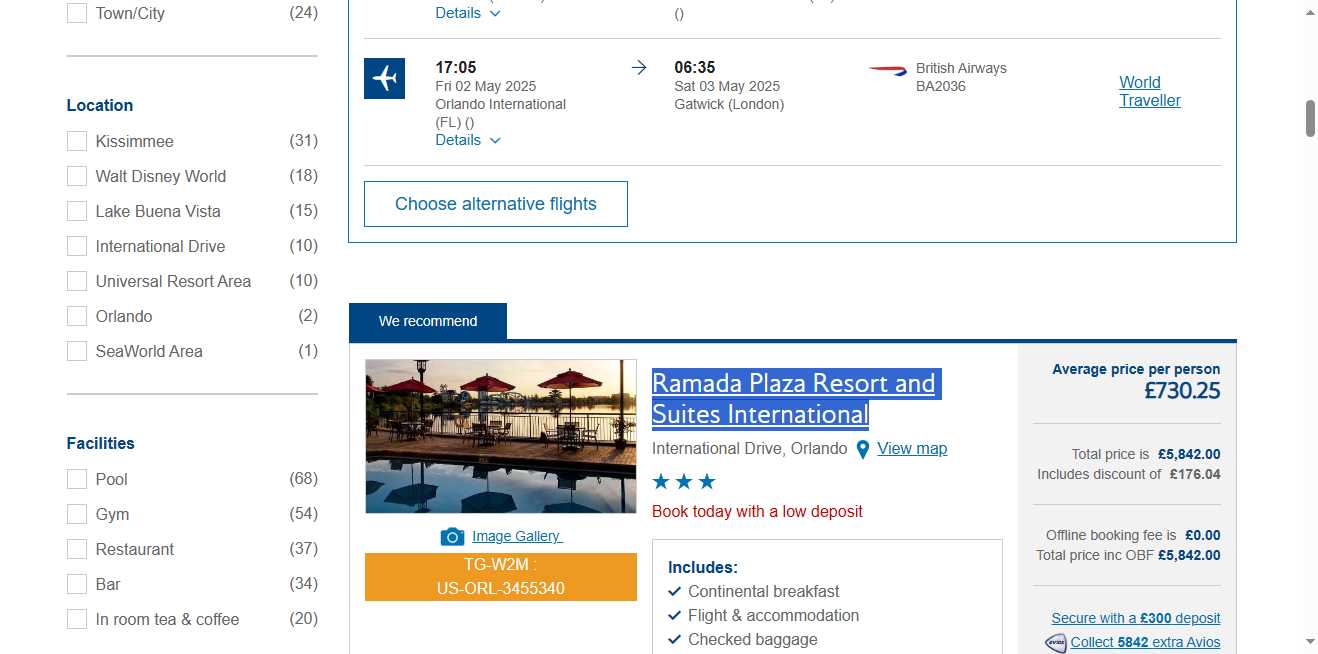 Town/City (24)
Location
Kissimmee (31)
Walt Disney World (18)
Lake Buena Vista (15)
International Drive (10)
Universal Resort Area (10)
Orlando (2)
SeaWorld Area (1)
Facilities
Pool (68)
Gym (54)
Restaurant (37)
Bar (34)
In room tea & coffee (20)
Details
()
17:05
Fri 02 May 2025
Orlando International
(FL) ()
Details
06:35
Sat 03 May 2025
Gatwick (London)
British Airways
BA2036
World
Traveller
Choose alternative flights
We recommend
Image Gallery
TG-W2M :
US-ORL-3455340
Ramada Plaza Resort and
Suites International
International Drive, Orlando View map
Book today with a low deposit
Includes:
Continental breakfast
Flight & accommodation
Checked baggage
Average price per person
£730.25
Total price is £5,842.00
Includes discount of £176.04
Offline booking fee is £0.00
Total price inc OBF £5,842.00
Secure with a £300 deposit
AVIOS Collect 5842 extra Avios